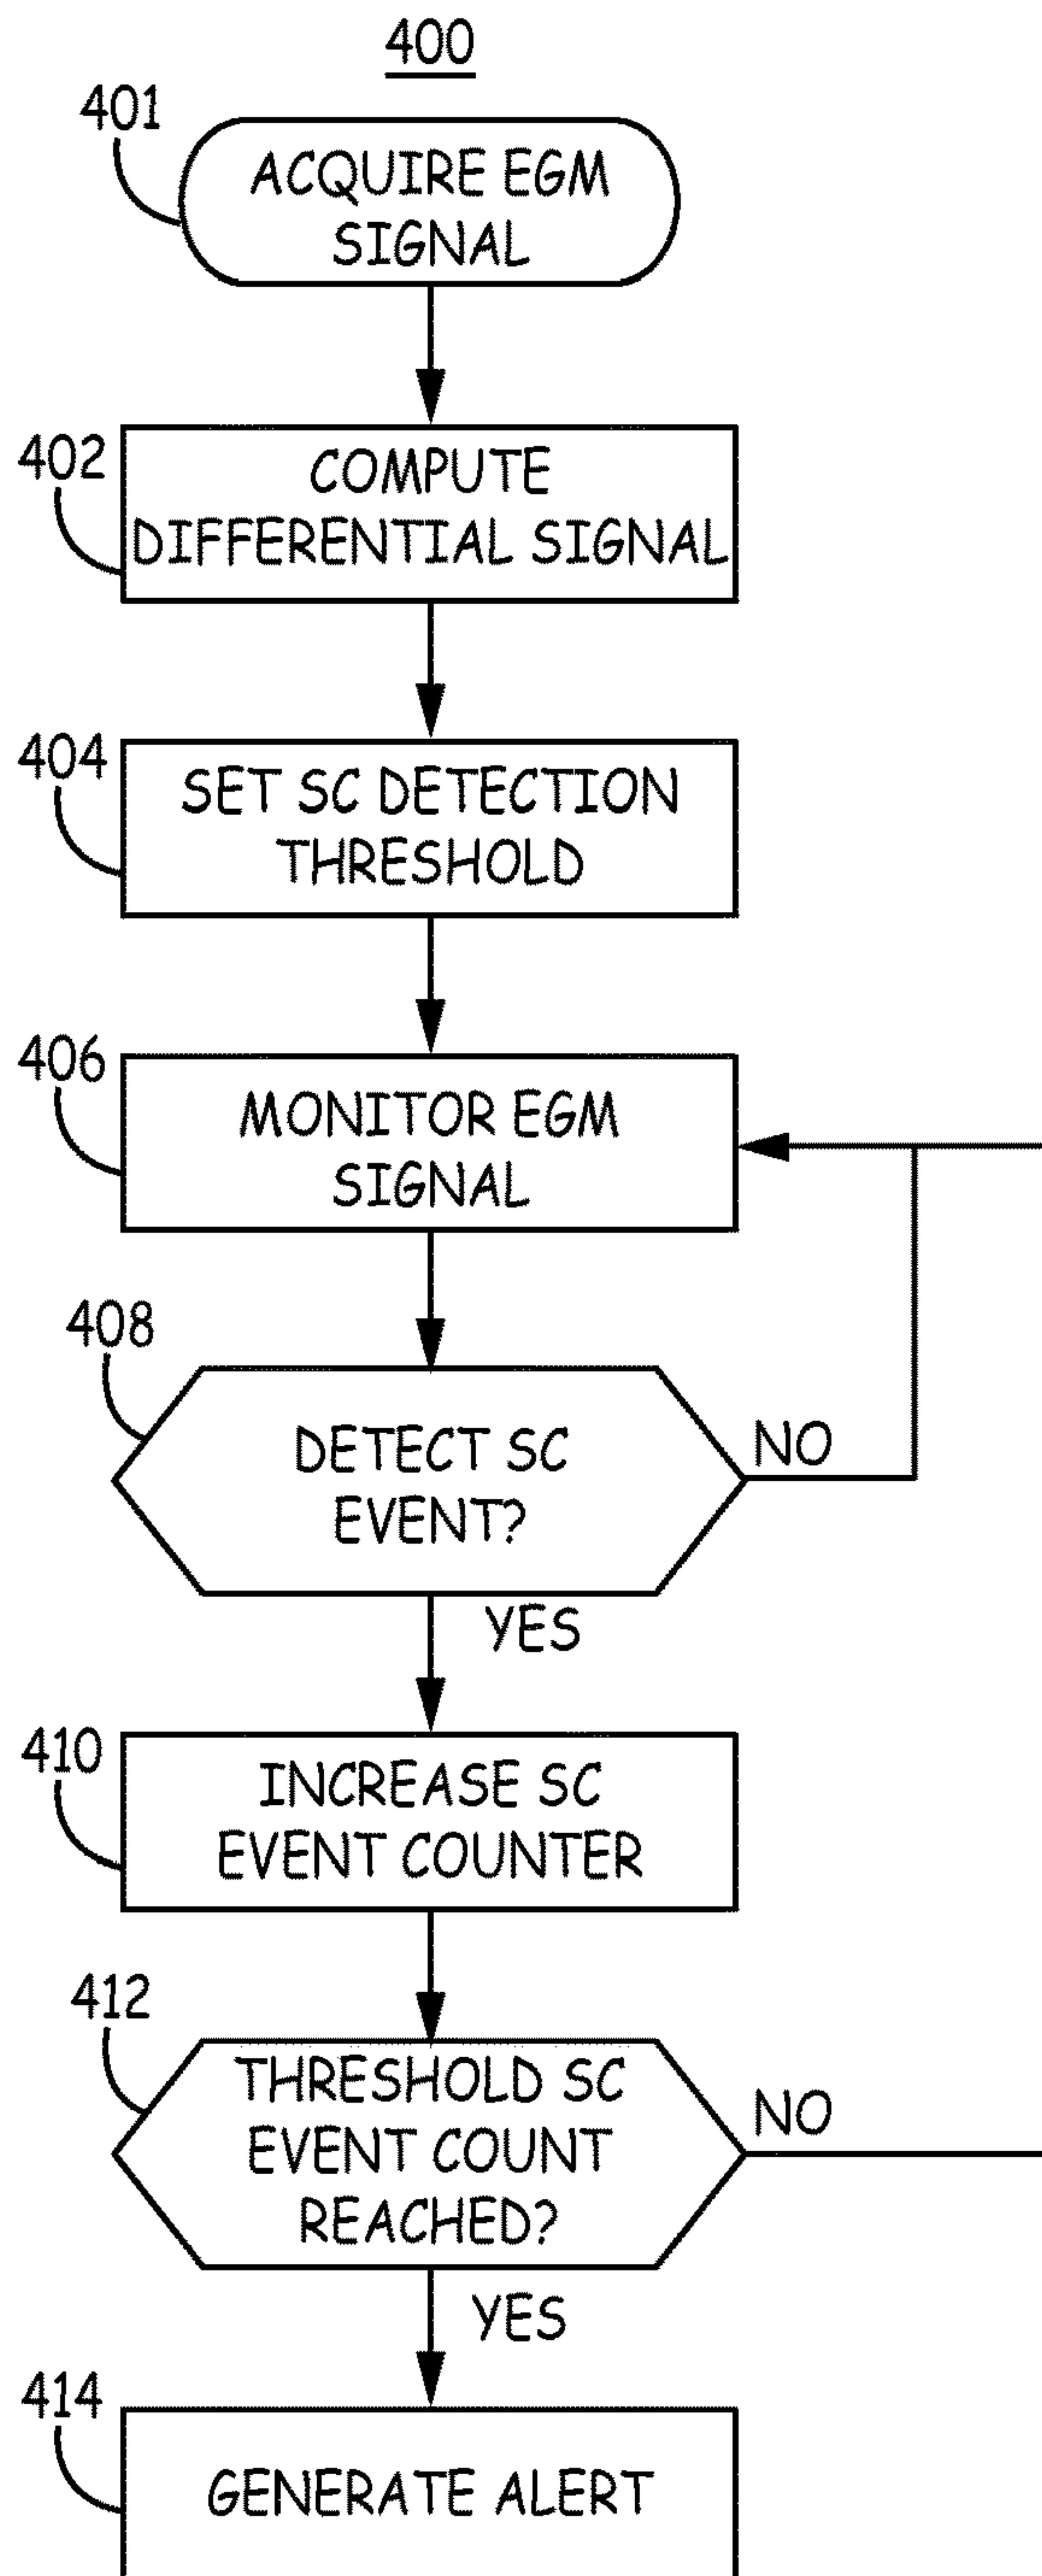 400
401
ACQUIRE EGM
SIGNAL
402
COMPUTE
DIFFERENTIAL SIGNAL
404
SET SC DETECTION
THRESHOLD
406
MONITOR EGM
SIGNAL
408
DETECT SC
EVENT?
NO
YES
410
INCREASE SC
EVENT COUNTER
412
THRESHOLD SC
EVENT COUNT
REACHED?
NO
YES
414
GENERATE ALERT